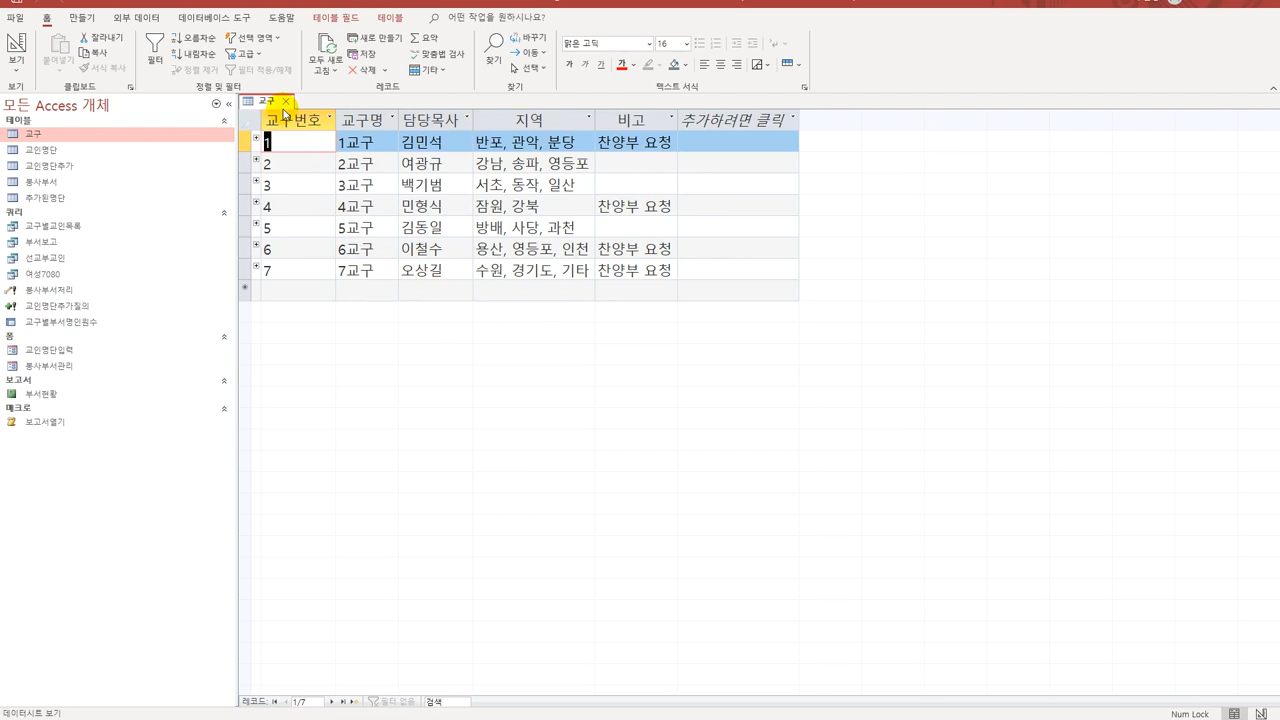 파일 홈 만들기 외부 데이터 데이터베이스 도구 도움말 테이블 필드 테이블 어떤 작업을 원하시나요?
보기
붙여넣기
잘라내기
복사
서식 복사
필터
오름차순
내림차순
정렬 제거
선택 영역
고급
필터 적용/해제
모두 새로 고침
새로 만들기
저장
삭제
요약
맞춤법 검사
기타
찾기
바꾸기
이동
선택
맑은 고딕 16
가 가 가 가
보기 클립보드 정렬 및 필터 레코드 찾기 텍스트 서식
모든 Access 개체
테이블
교구
교인명단
교인명단추가
봉사부서
추가된명단
쿼리
교구별교인목록
부서보고
선교부교인
여성7080
봉사부서처리
교인명단추가질의
교구별부서명인원수
폼
교인명단입력
봉사부서관리
보고서
부서현황
매크로
보고서열기
교구
교구번호 교구명 담당목사 지역 비고 추가하려면 클릭
1 1교구 김민석 반포, 관악, 분당 찬양부 요청
2 2교구 여광규 강남, 송파, 영등포
3 3교구 백기범 서초, 동작, 일산
4 4교구 민형식 잠원, 강북 찬양부 요청
5 5교구 김동일 방배, 사당, 과천
6 6교구 이철수 용산, 영등포, 인천 찬양부 요청
7 7교구 오상길 수원, 경기도, 기타 찬양부 요청
레코드: 1/7 필터 없음 검색
데이터시트 보기 Num Lock